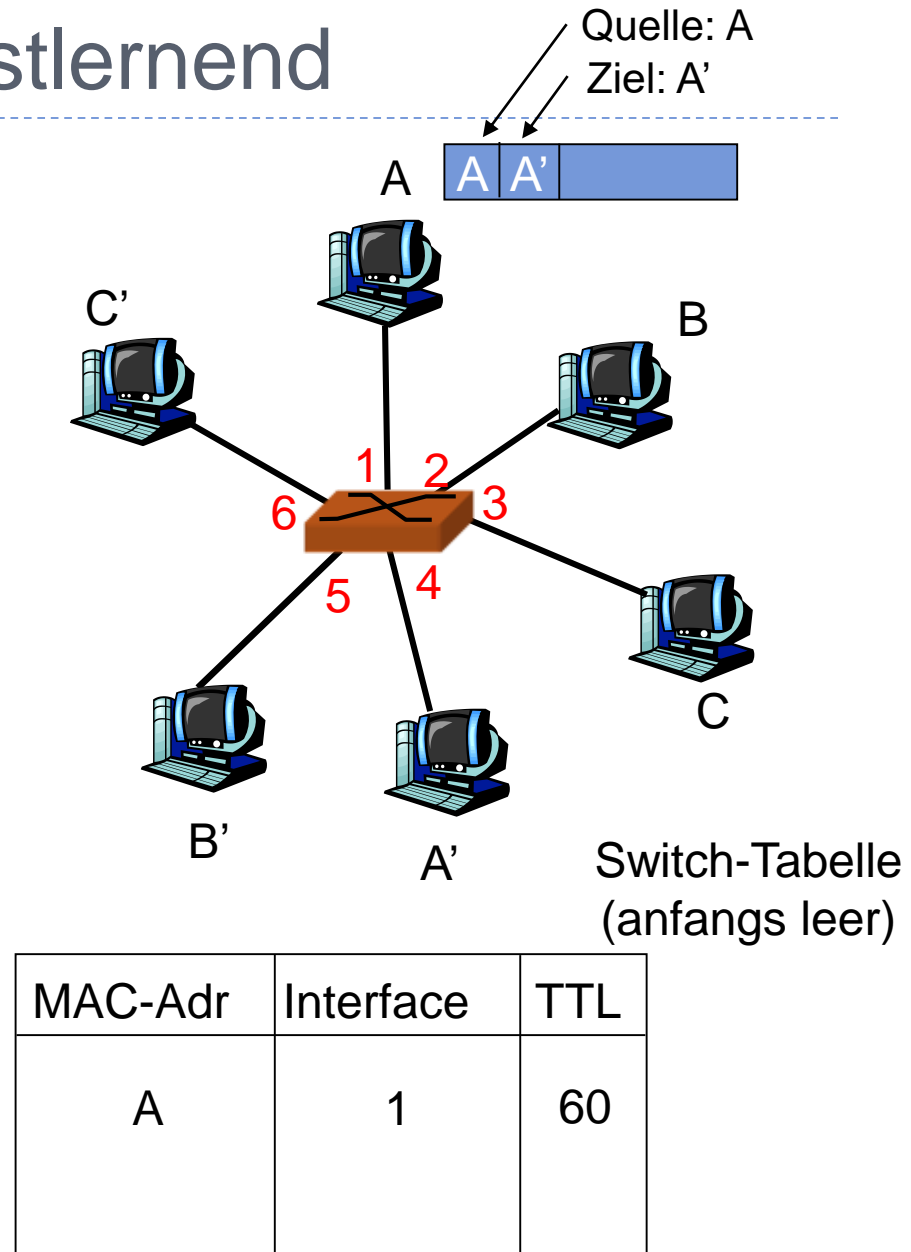 stlernend
Quelle: A
Ziel: A’
A
A A’
C’
B
1
2
3
6
5
4
C
B’
A’
Switch-Tabelle
(anfangs leer)
MAC-Adr Interface TTL
A 1 60